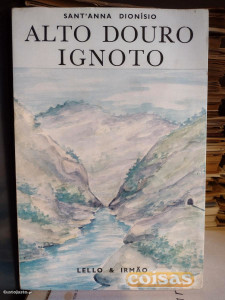 SANT'ANNA DIONÍSIO
ALTO DOURO
IGNOTO
LELLO & IRMÃO
coisas